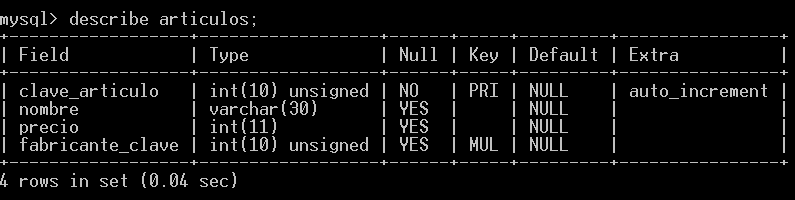 mysql> describe articulos;
+------------------+------------------+------+-----+---------+----------------+
| Field            | Type             | Null | Key | Default | Extra          |
+------------------+------------------+------+-----+---------+----------------+
| clave_articulo   | int(10) unsigned | NO   | PRI | NULL    | auto_increment |
| nombre           | varchar(30)      | YES  |     | NULL    |                |
| precio           | int(11)          | YES  |     | NULL    |                |
| fabricante_clave | int(10) unsigned | YES  | MUL | NULL    |                |
+------------------+------------------+------+-----+---------+----------------+
4 rows in set (0.04 sec)